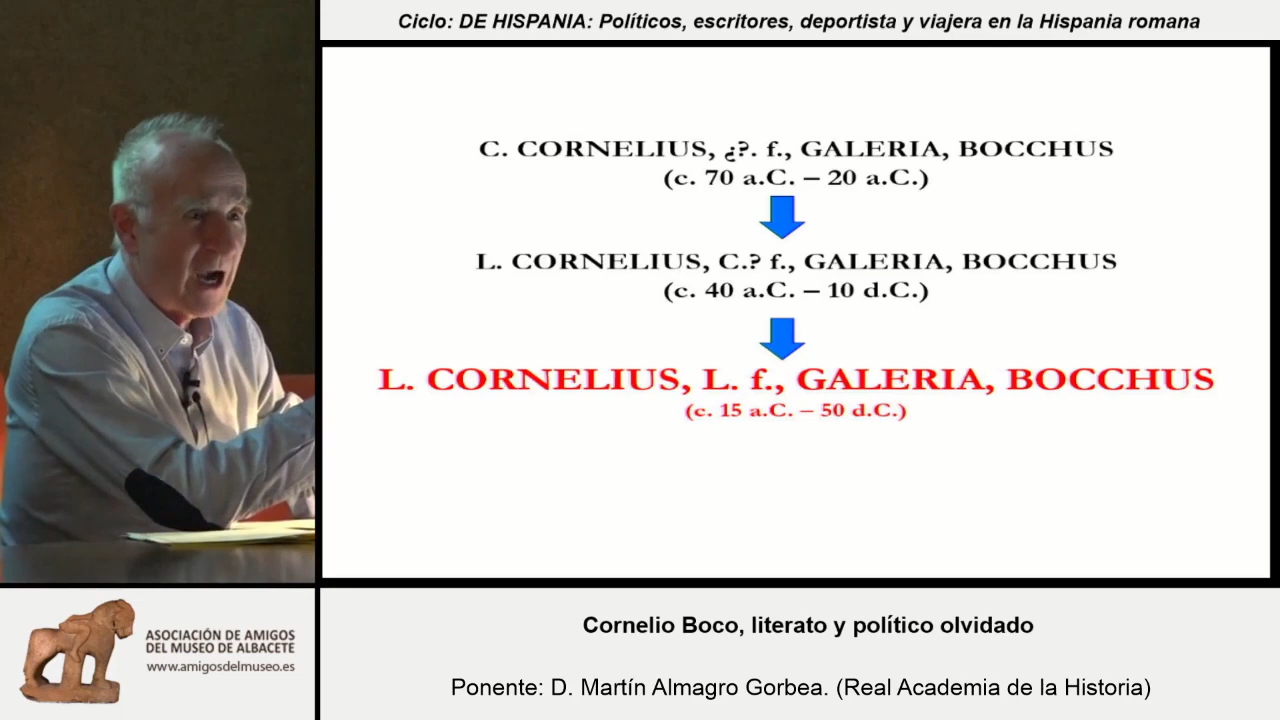 Ciclo: DE HISPANIA: Políticos, escritores, deportista y viajera en la Hispania romana
C. CORNELIUS, ¿?. f., GALERIA, BOCCHUS
(c. 70 a.C. – 20 a.C.)
L. CORNELIUS, C.? f., GALERIA, BOCCHUS
(c. 40 a.C. – 10 d.C.)
L. CORNELIUS, L. f., GALERIA, BOCCHUS
(c. 15 a.C. – 50 d.C.)
ASOCIACIÓN DE AMIGOS
DEL MUSEO DE ALBACETE
www.amigosdelmuseo.es
Cornelio Boco, literato y político olvidado
Ponente: D. Martín Almagro Gorbea. (Real Academia de la Historia)